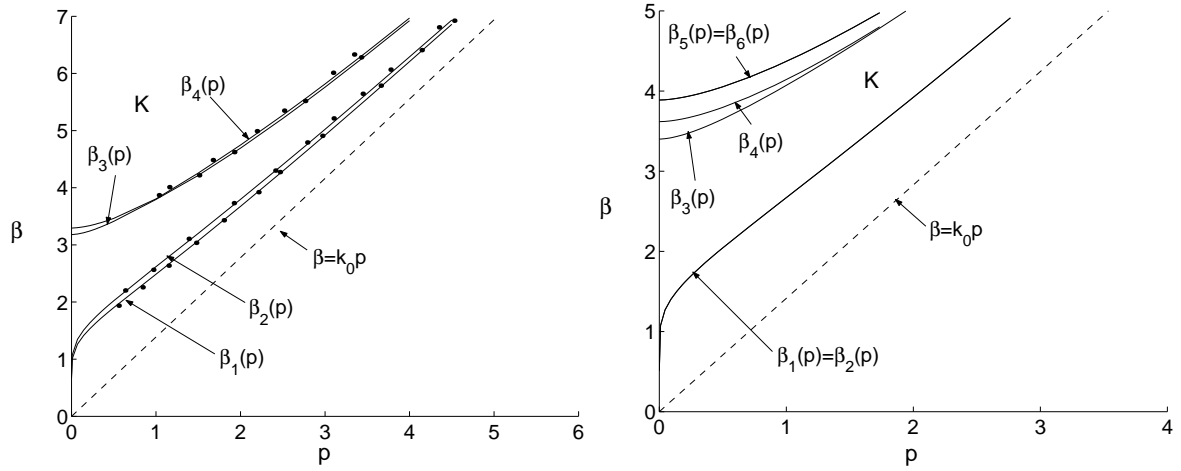 7
6
5
4
3
2
1
0
β
K
β₄(p)
β₃(p)
β=k₀p
β₂(p)
β₁(p)
0 1 2 3 4 5 6
p
5
4
3
2
1
0
β
β₅(p)=β₆(p)
K
β₄(p)
β₃(p)
β=k₀p
β₁(p)=β₂(p)
0 1 2 3 4
p